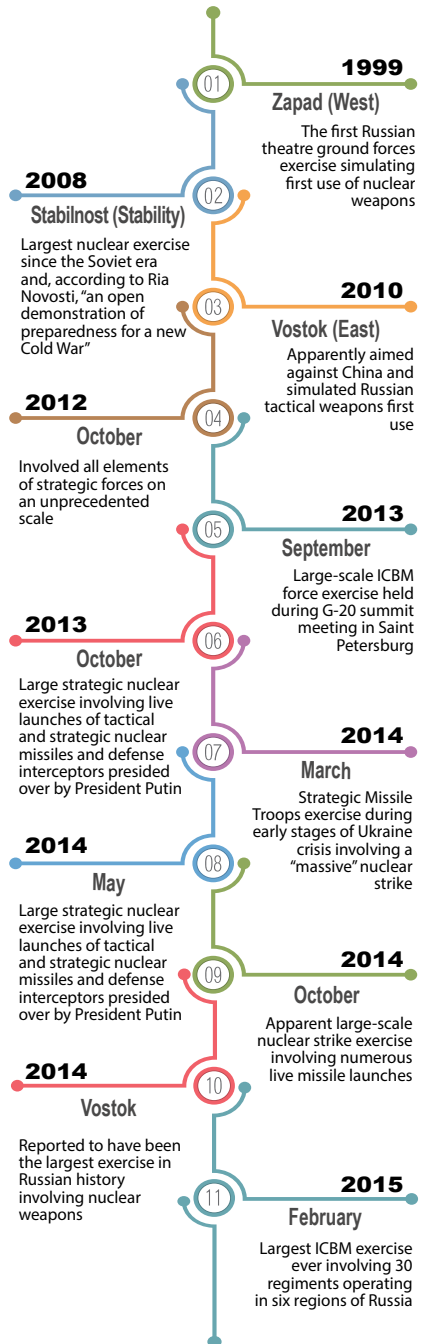 01
1999
Zapad (West)
The first Russian
theatre ground forces
exercise simulating
first use of nuclear
weapons
2008
02
Stabilnost (Stability)
Largest nuclear exercise
since the Soviet era
and, according to Ria
Novosti, “an open
demonstration of
preparedness for a new
Cold War”
03
2010
Vostok (East)
Apparently aimed
against China and
simulated Russian
tactical weapons first
use
2012
04
October
Involved all elements
of strategic forces on
an unprecedented
scale
05
2013
September
Large-scale ICBM
force exercise held
during G-20 summit
meeting in Saint
Petersburg
2013
06
October
Large strategic nuclear
exercise involving live
launches of tactical
and strategic nuclear
missiles and defense
interceptors presided
over by President Putin
07
2014
March
Strategic Missile
Troops exercise during
early stages of Ukraine
crisis involving a
“massive” nuclear
strike
2014
08
May
Large strategic nuclear
exercise involving live
launches of tactical
and strategic nuclear
missiles and defense
interceptors presided
over by President Putin
09
2014
October
Apparent large-scale
nuclear strike exercise
involving numerous
live missile launches
2014
10
Vostok
Reported to have been
the largest exercise in
Russian history
involving nuclear
weapons
11
2015
February
Largest ICBM exercise
ever involving 30
regiments operating
in six regions of Russia